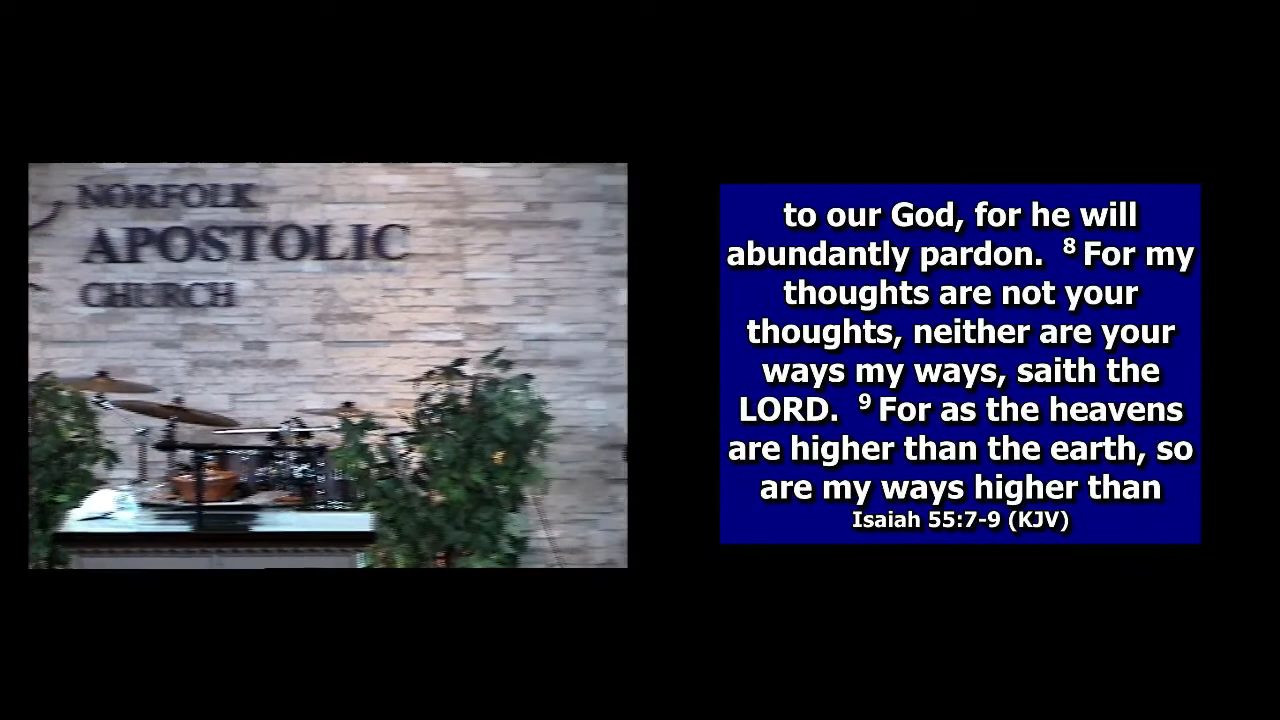 NORFOLK
APOSTOLIC
CHURCH
to our God, for he will
abundantly pardon. 8 For my
thoughts are not your
thoughts, neither are your
ways my ways, saith the
LORD. 9 For as the heavens
are higher than the earth, so
are my ways higher than
Isaiah 55:7-9 (KJV)